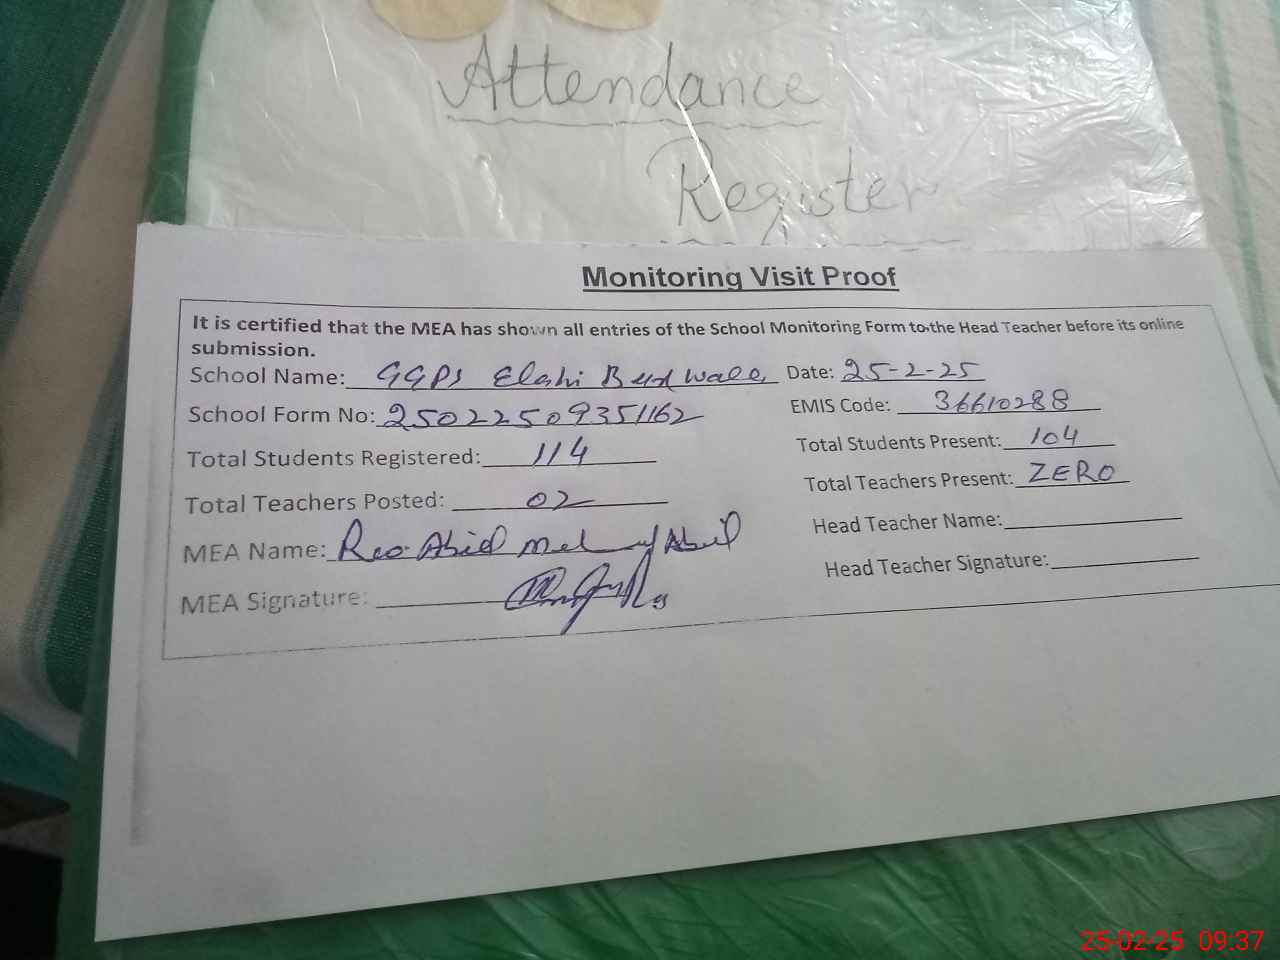 Attendance
Register
Monitoring Visit Proof
It is certified that the MEA has shown all entries of the School Monitoring Form to the Head Teacher before its online
submission.
School Name: GGPS Elahi Bux Wala Date: 25-2-25
School Form No: 25022509351162 EMIS Code: 36610288
Total Students Registered: 114 Total Students Present: 104
Total Teachers Posted: 02 Total Teachers Present: ZERO
MEA Name: Rao Abid Abid Head Teacher Name:
MEA Signature: Head Teacher Signature:
25-02-25 09:37